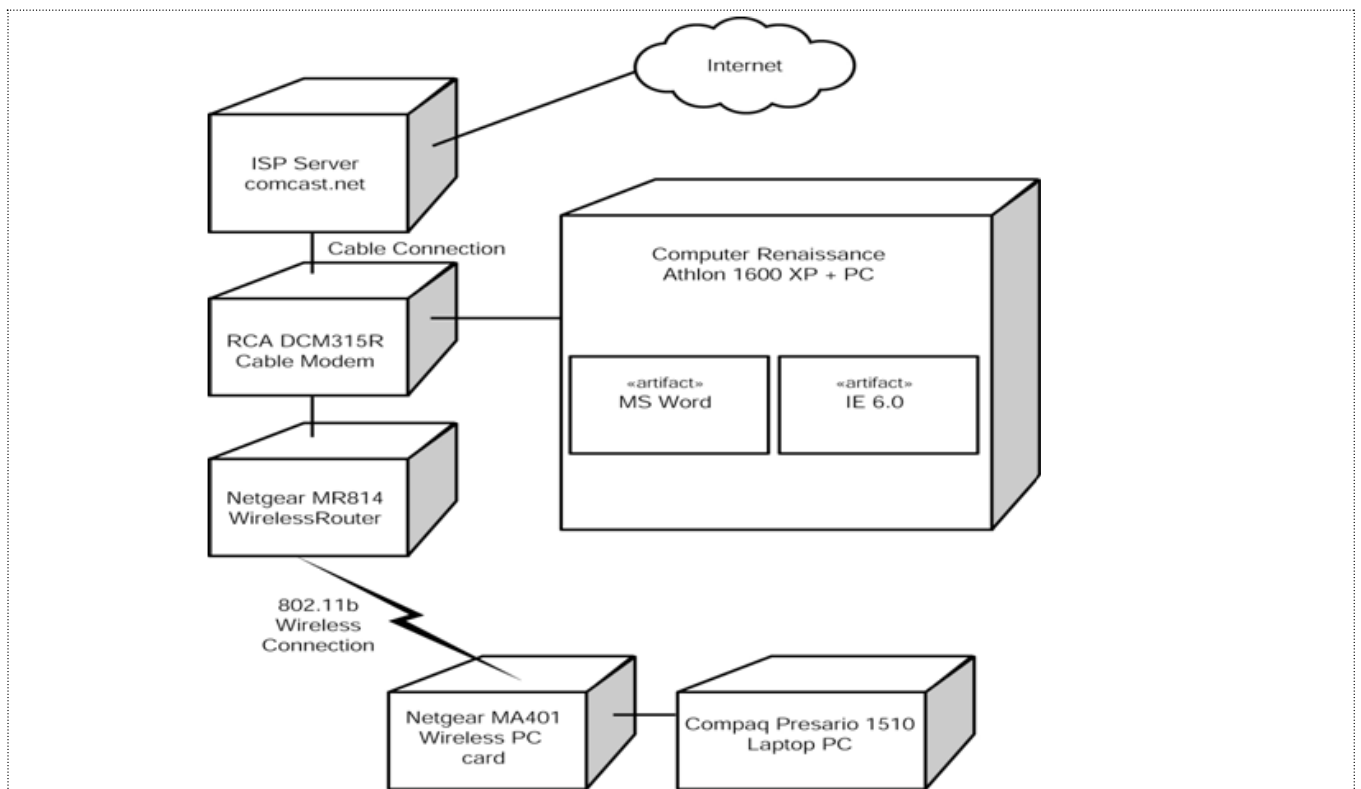 Internet
ISP Server
comcast.net
Cable Connection
Computer Renaissance
Athlon 1600 XP + PC
RCA DCM315R
Cable Modem
«artifact»
MS Word
«artifact»
IE 6.0
Netgear MR814
WirelessRouter
802.11b
Wireless
Connection
Netgear MA401
Wireless PC
card
Compaq Presario 1510
Laptop PC